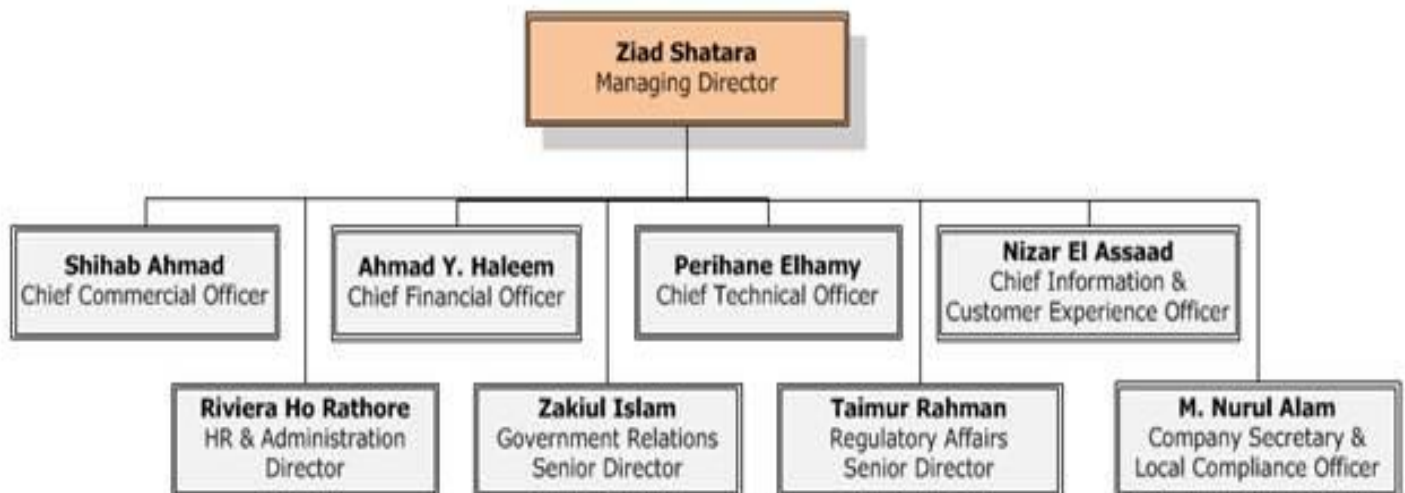 Ziad Shatara
Managing Director
Shihab Ahmad
Chief Commercial Officer
Ahmad Y. Haleem
Chief Financial Officer
Perihane Elhamy
Chief Technical Officer
Nizar El Assaad
Chief Information &
Customer Experience Officer
Riviera Ho Rathore
HR & Administration
Director
Zakiul Islam
Government Relations
Senior Director
Taimur Rahman
Regulatory Affairs
Senior Director
M. Nurul Alam
Company Secretary &
Local Compliance Officer